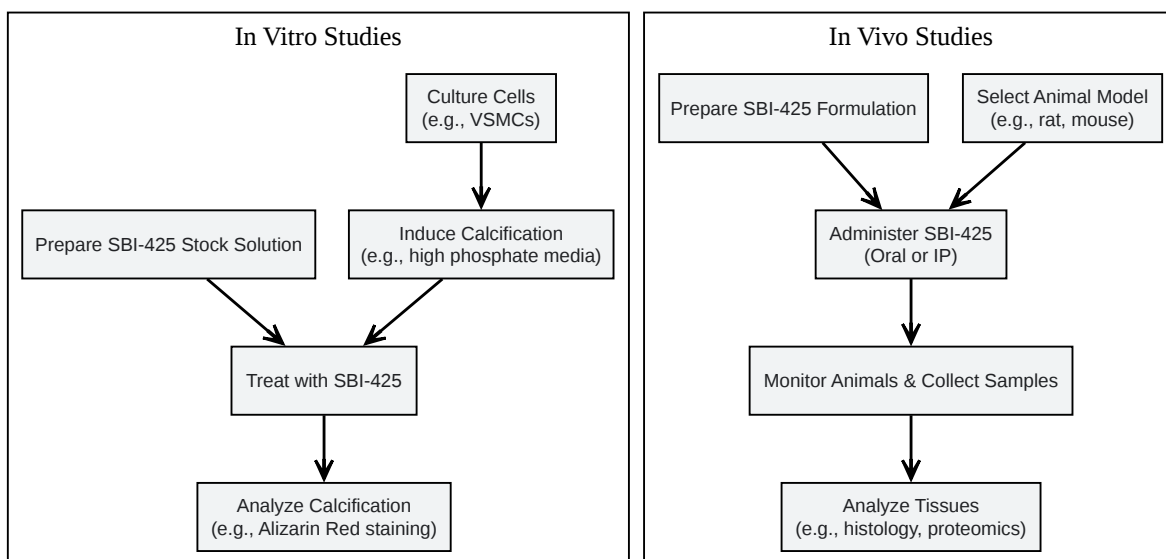 In Vitro Studies
Culture Cells
(e.g., VSMCs)
Prepare SBI-425 Stock Solution
Induce Calcification
(e.g., high phosphate media)
Treat with SBI-425
Analyze Calcification
(e.g., Alizarin Red staining)
In Vivo Studies
Prepare SBI-425 Formulation
Select Animal Model
(e.g., rat, mouse)
Administer SBI-425
(Oral or IP)
Monitor Animals & Collect Samples
Analyze Tissues
(e.g., histology, proteomics)